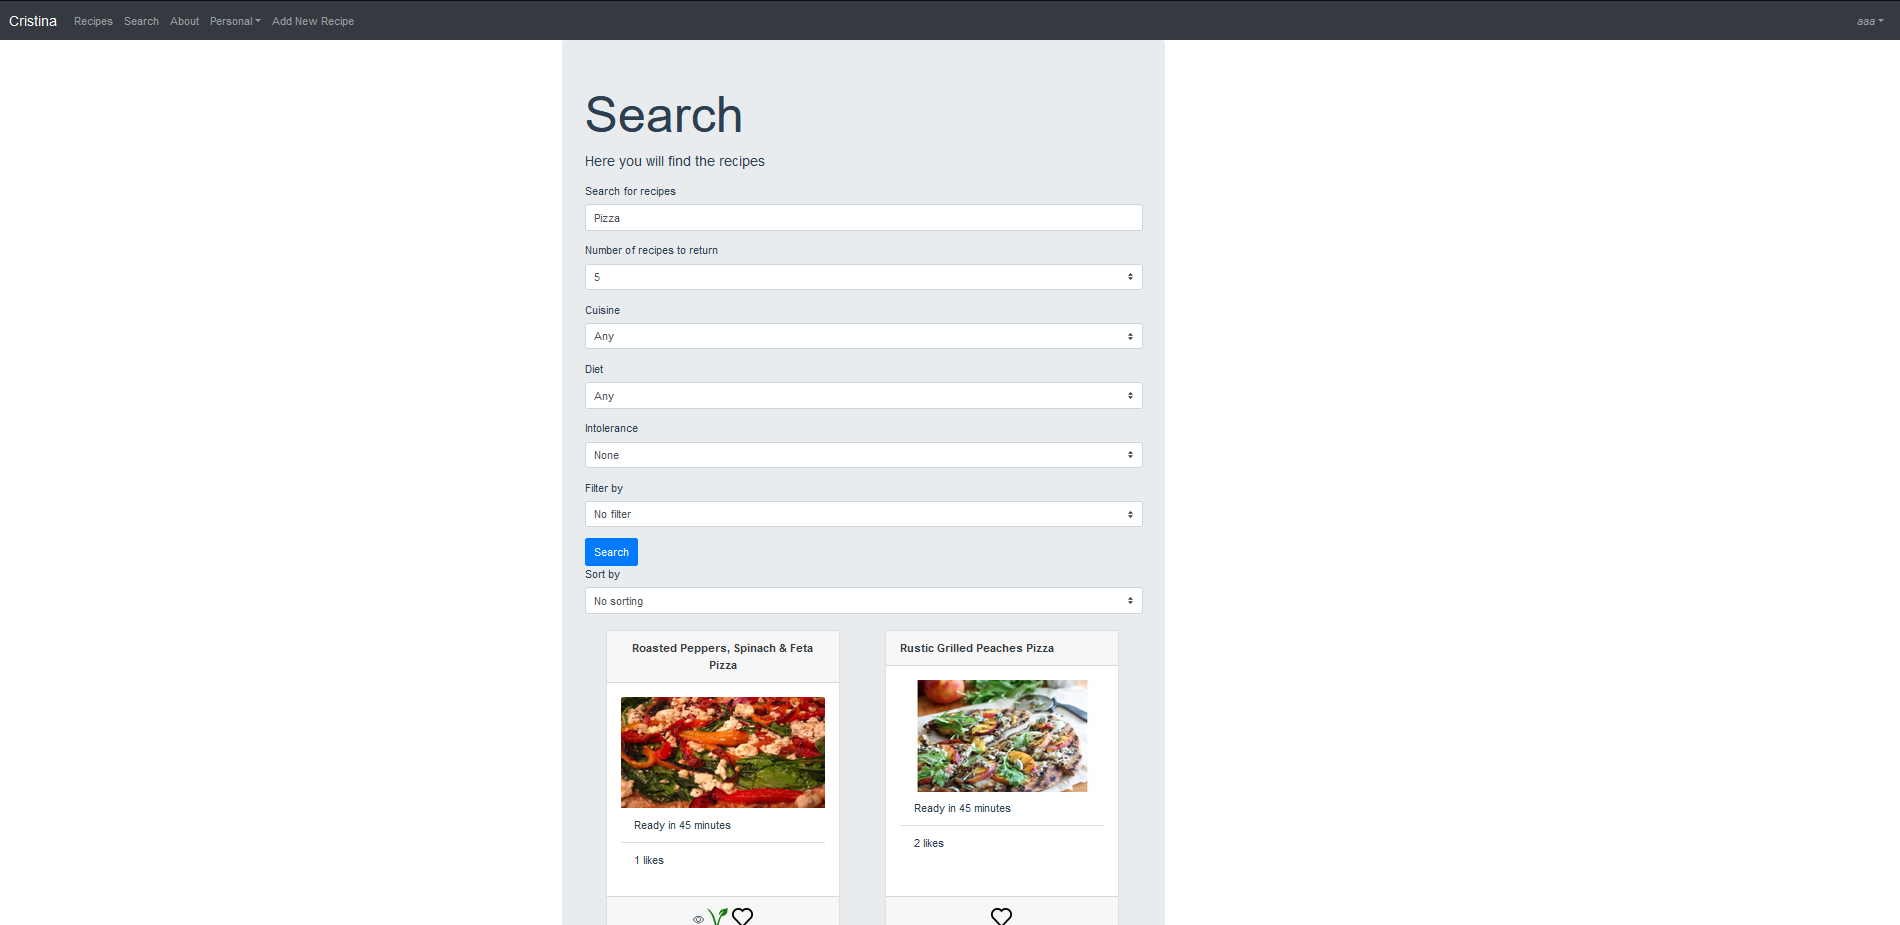 Cristina Recipes Search About Personal Add New Recipe aaa
Search
Here you will find the recipes
Search for recipes
Pizza
Number of recipes to return
5
Cuisine
Any
Diet
Any
Intolerance
None
Filter by
No filter
Search
Sort by
No sorting
Roasted Peppers, Spinach & Feta
Pizza
Ready in 45 minutes
1 likes
Rustic Grilled Peaches Pizza
Ready in 45 minutes
2 likes